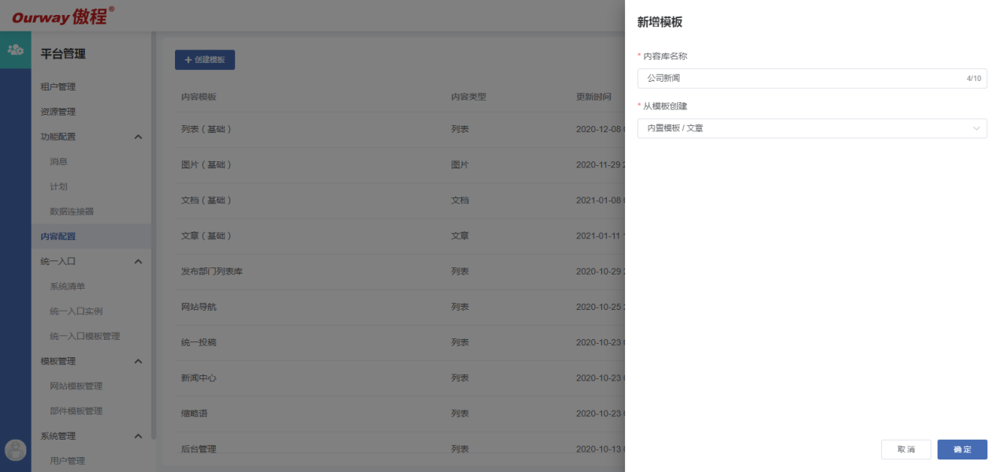 Ourway 傲程®
平台管理
租户管理
资源管理
功能配置
消息
计划
数据连接器
内容配置
统一入口
系统清单
统一入口实例
统一入口模板管理
模板管理
网站模板管理
部件模板管理
系统管理
用户管理
+ 创建模板
内容模板 内容类型 更新时间
列表（基础） 列表 2020-12-08
图片（基础） 图片 2020-11-29
文档（基础） 文档 2021-01-08
文章（基础） 文章 2021-01-11
发布部门列表库 列表 2020-10-29
网站导航 列表 2020-10-25
统一投稿 列表 2020-10-23
新闻中心 列表 2020-10-23
缩略语 列表 2020-10-23
后台管理 列表 2020-10-13
新增模板
* 内容库名称
公司新闻 4/10
* 从模板创建
内置模板 / 文章
取消 确定